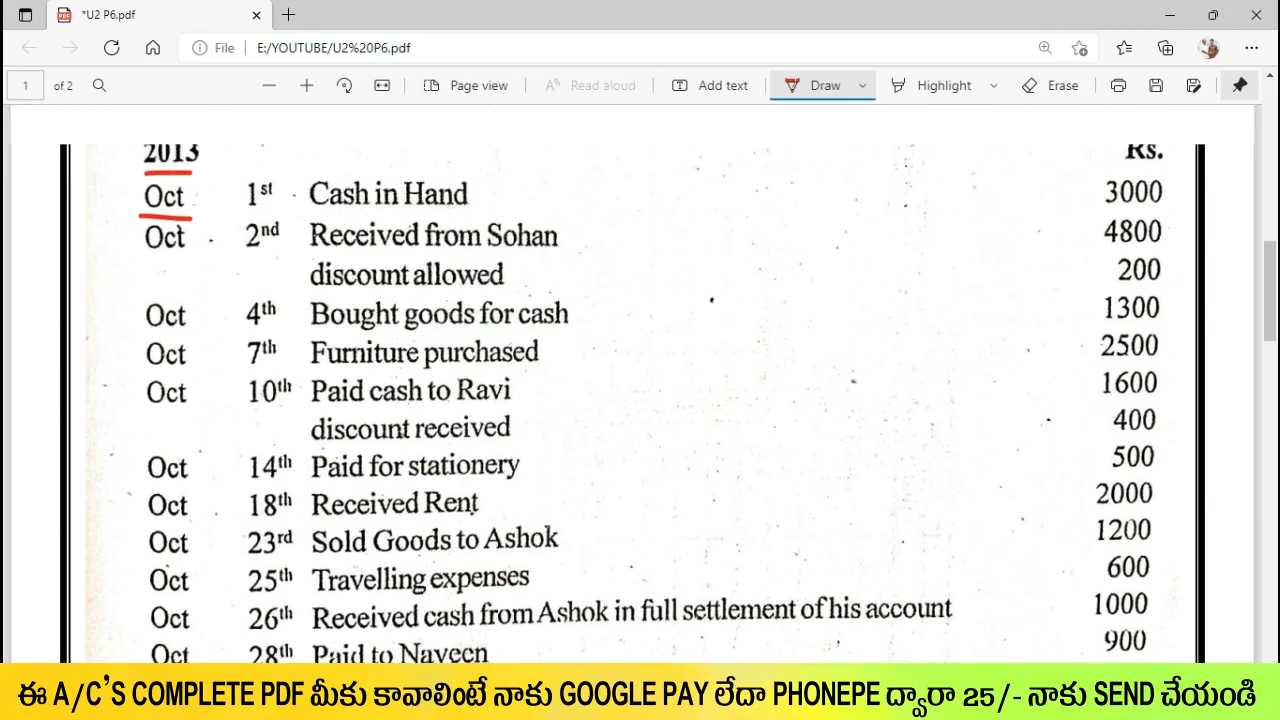 *U2 P6.pdf
File E:/YOUTUBE/U2%20P6.pdf
1 of 2 Page view Read aloud Add text Draw Highlight Erase
2013 Rs.
Oct 1st Cash in Hand 3000
Oct 2nd Received from Sohan 4800
discount allowed 200
Oct 4th Bought goods for cash 1300
Oct 7th Furniture purchased 2500
Oct 10th Paid cash to Ravi 1600
discount received 400
Oct 14th Paid for stationery 500
Oct 18th Received Rent 2000
Oct 23rd Sold Goods to Ashok 1200
Oct 25th Travelling expenses 600
Oct 26th Received cash from Ashok in full settlement of his account 1000
Oct 28th Paid to Naveen 900
ఈ A/C'S COMPLETE PDF మీకు కావాలింటే నాకు GOOGLE PAY లేదా PHONEPE ద్వారా 25/- నాకు SEND చేయండి